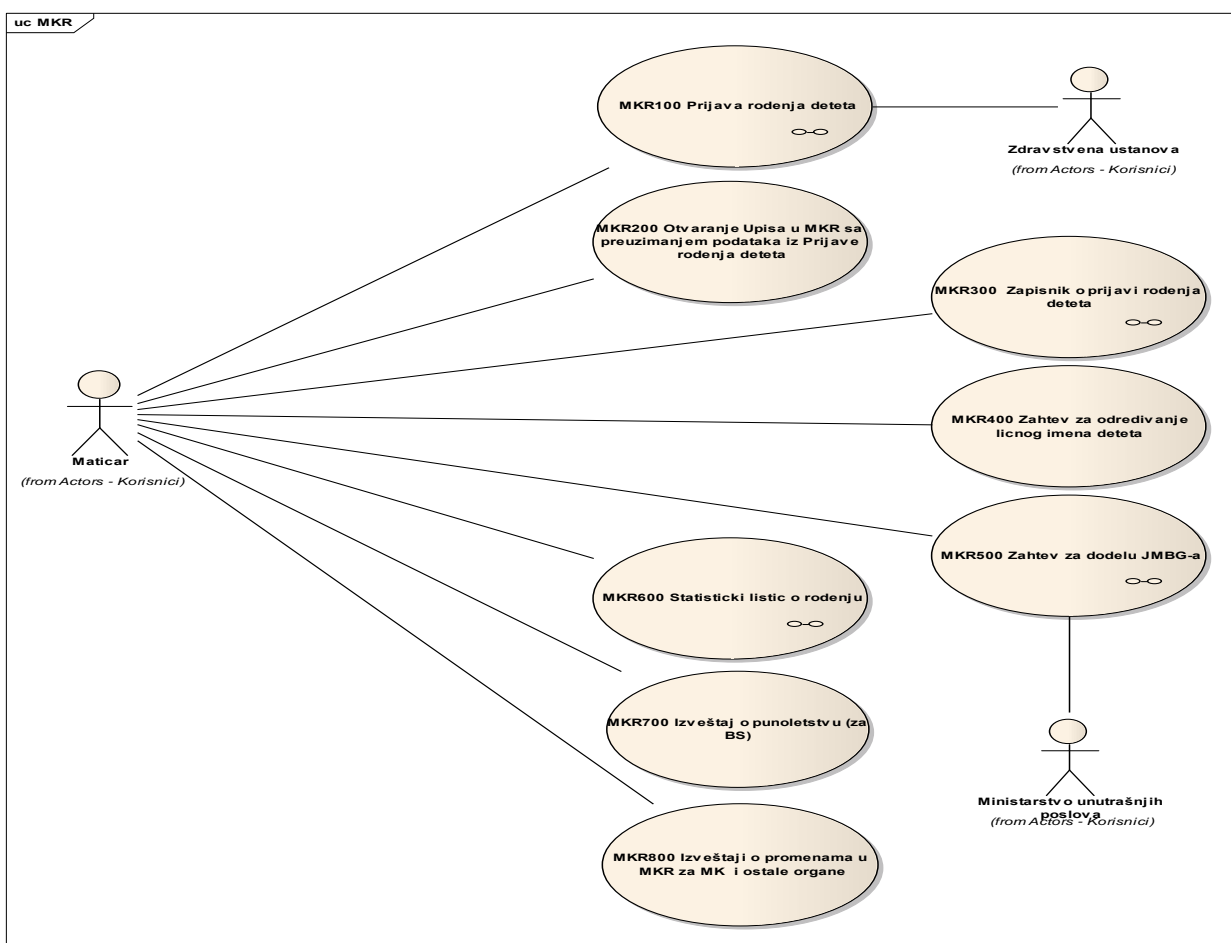 uc MKR
MKR100 Prijava rodenja deteta
Zdravstvena ustanova
(from Actors - Korisnici)
MKR200 Otvaranje Upisa u MKR sa
preuzimanjem podataka iz Prijave
rodenja deteta
MKR300 Zapisnik o prijavi rodenja
deteta
Maticar
(from Actors - Korisnici)
MKR400 Zahtev za odredivanje
licnog imena deteta
MKR500 Zahtev za dodelu JMBG-a
MKR600 Statisticki listic o rodenju
MKR700 Izveštaj o punoletstvu (za
BS)
Ministarstvo unutrašnjih
poslova
(from Actors - Korisnici)
MKR800 Izveštaji o promenama u
MKR za MK i ostale organe